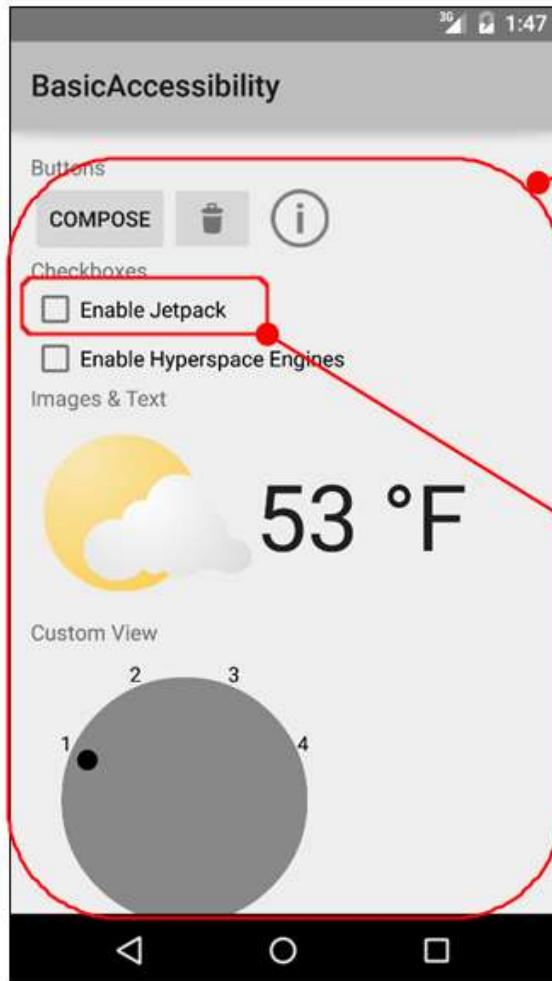 3G 1:47
BasicAccessibility
Buttons
COMPOSE i
Checkboxes
Enable Jetpack
Enable Hyperspace Engines
Images & Text
53 °F
Custom View
2 3
1 4